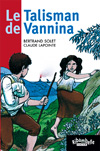 Le Talisman
de Vannina
BERTRAND SOLET
CLAUDE LAPOINTE